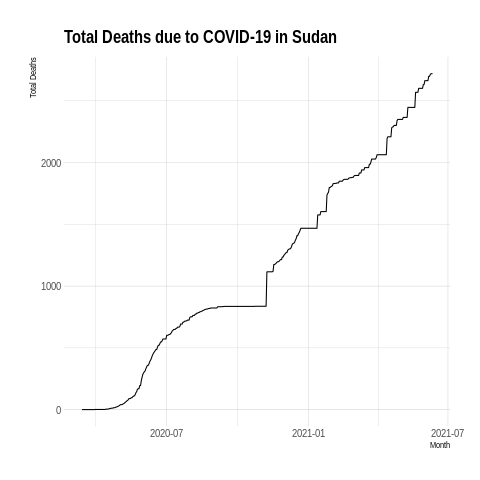 Total Deaths due to COVID-19 in Sudan
Total Deaths
2000
1000
0
2020-07
2021-01
2021-07
Month